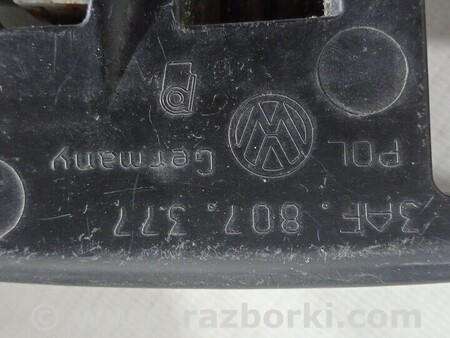 POL
Germany
3AF. 807. 377
razborki.com